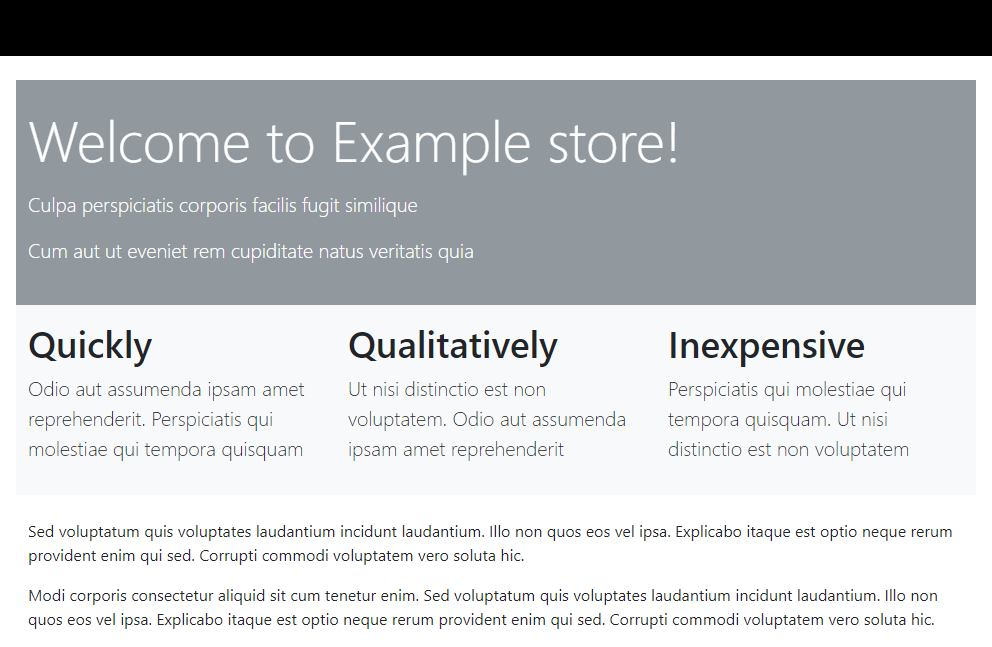 Welcome to Example store!
Culpa perspiciatis corporis facilis fugit similique
Cum aut ut eveniet rem cupiditate natus veritatis quia
Quickly
Odio aut assumenda ipsam amet
reprehenderit. Perspiciatis qui
molestiae qui tempora quisquam
Qualitatively
Ut nisi distinctio est non
voluptatem. Odio aut assumenda
ipsam amet reprehenderit
Inexpensive
Perspiciatis qui molestiae qui
tempora quisquam. Ut nisi
distinctio est non voluptatem
Sed voluptatum quis voluptates laudantium incidunt laudantium. Illo non quos eos vel ipsa. Explicabo itaque est optio neque rerum
provident enim qui sed. Corrupti commodi voluptatem vero soluta hic.
Modi corporis consectetur aliquid sit cum tenetur enim. Sed voluptatum quis voluptates laudantium incidunt laudantium. Illo non
quos eos vel ipsa. Explicabo itaque est optio neque rerum provident enim qui sed. Corrupti commodi voluptatem vero soluta hic.